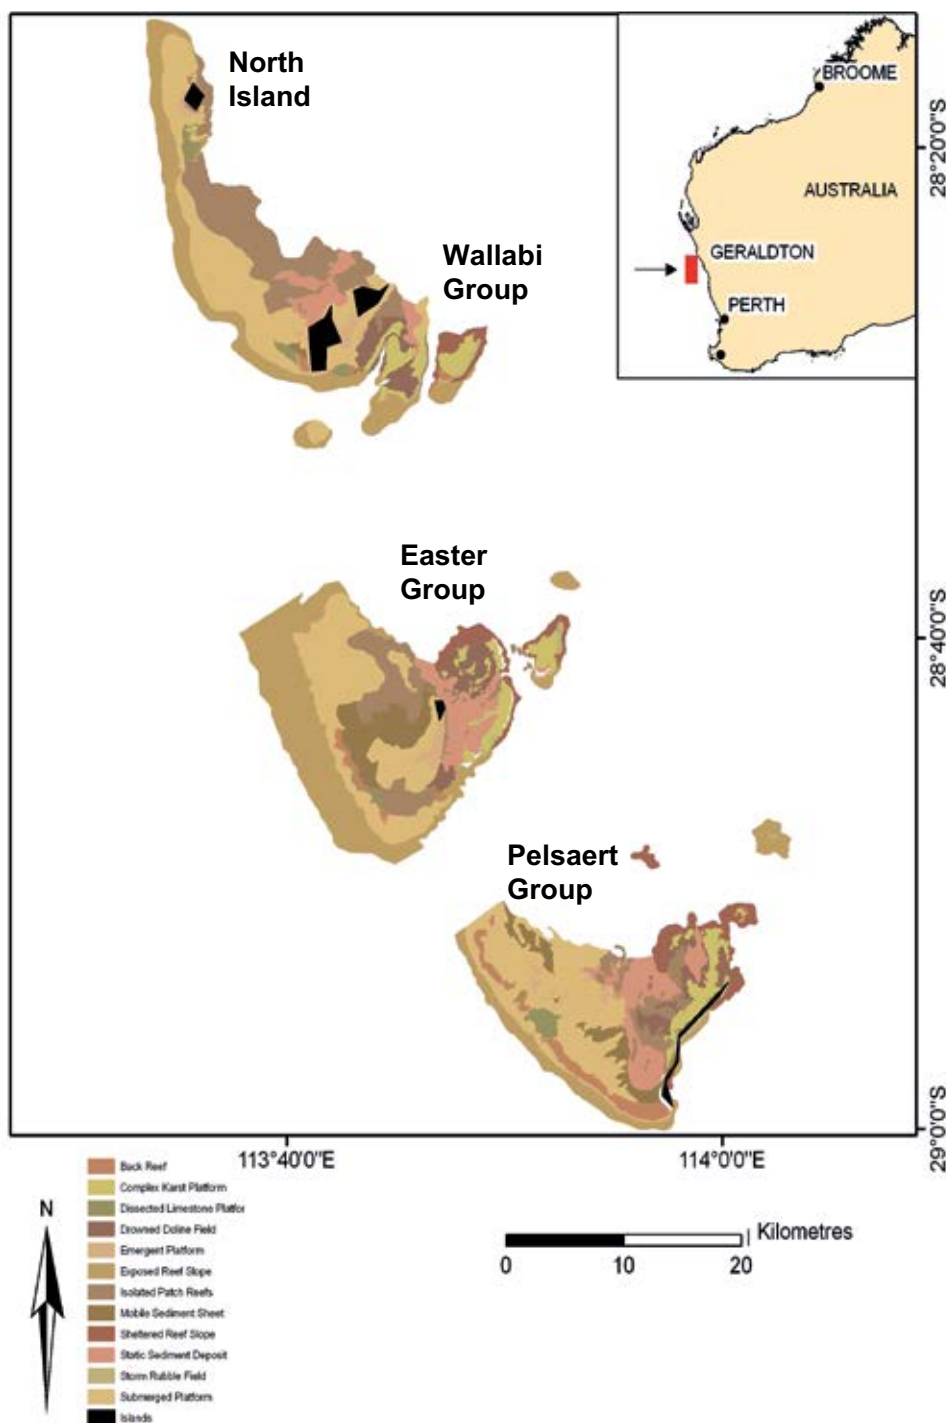 North
Island
Wallabi
Group
BROOME
AUSTRALIA
GERALDTON
PERTH
28°20'0"S
Easter
Group
28°40'0"S
Pelsaert
Group
29°0'0"S
113°40'0"E
114°0'0"E
N
Back Reef
Complex Karst Platform
Dissected Limestone Platfor
Drowned Doline Field
Emergent Platform
Exposed Reef Slope
Isolated Patch Reefs
Mobile Sediment Sheet
Sheltered Reef Slope
Static Sediment Deposit
Storm Rubble Field
Submerged Platform
Islands
Kilometres
0 10 20